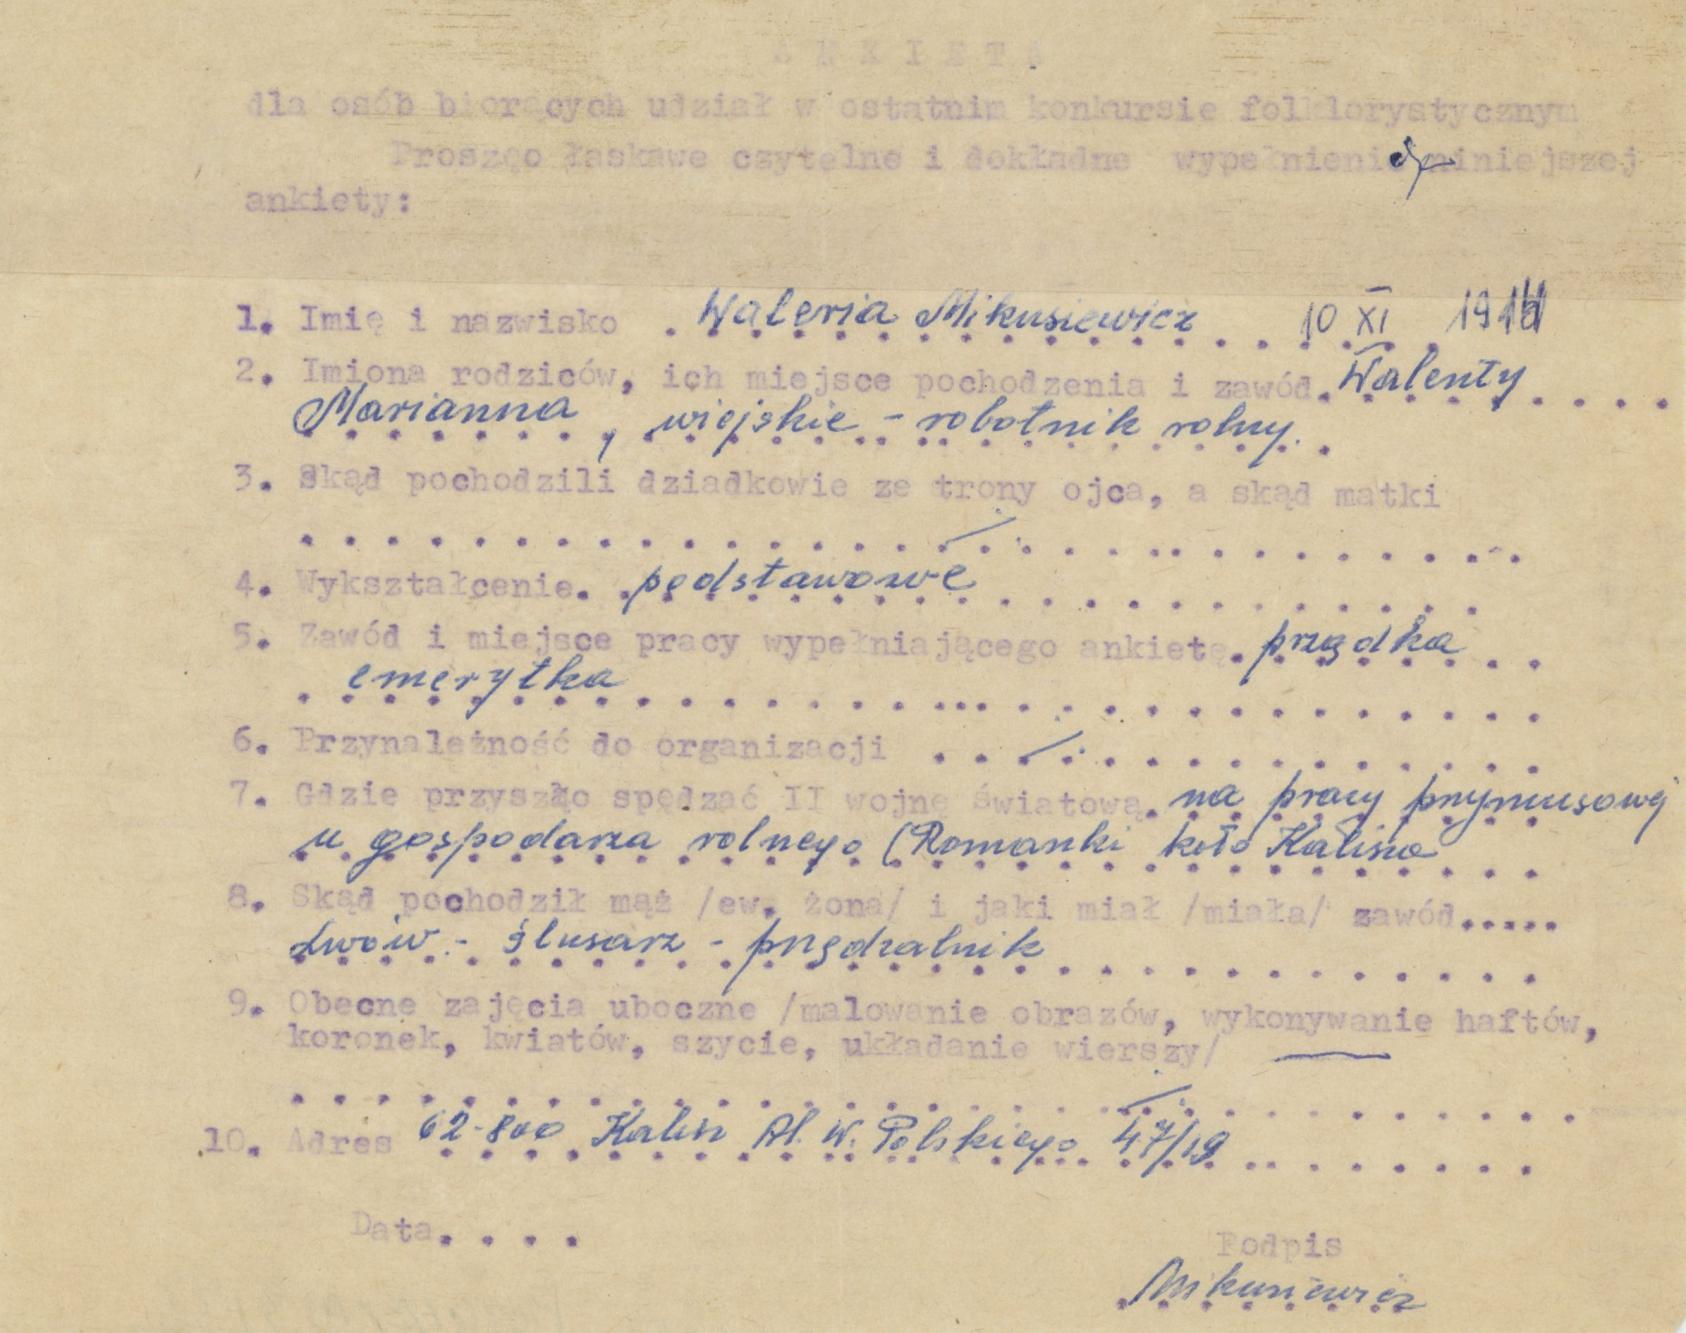 ANKIETA
dla osób biorących udział w ostatnim konkursie folklorystycznym
Proszęo łaskawe czytelne i dokładne wypełnienie niniejszej
ankiety:
1. Imię i nazwisko . Waleria Mikusiewicz 10 XI
2. Imiona rodziców, ich miejsce pochodzenia i zawód. Walenty
Marianna, wiejskie - robotnik rolny.
3. Skąd pochodzili dziadkowie ze trony ojca, a skąd matki
4. Wykształcenie. podstawowe
5. Zawód i miejsce pracy wypełniającego ankietę. prządka
emerytka
6. Przynależność do organizacji
7. Gdzie przyszło spędzać II wojnę światową. na pracy przymusowej
u gospodarza rolnego (Romanki koło Kalisza
8. Skąd pochodził mąż /ew. żona/ i jaki miał /miała/ zawód.....
Lwów - ślusarz - przędzalnik
9. Obecne zajęcia uboczne /malowanie obrazów, wykonywanie haftów,
koronek, kwiatów, szycie, układanie wierszy/
10. Adres 62-800 Kalisz Al. W. Polskiego 47/19
Data....
Podpis
Mikusiewicz